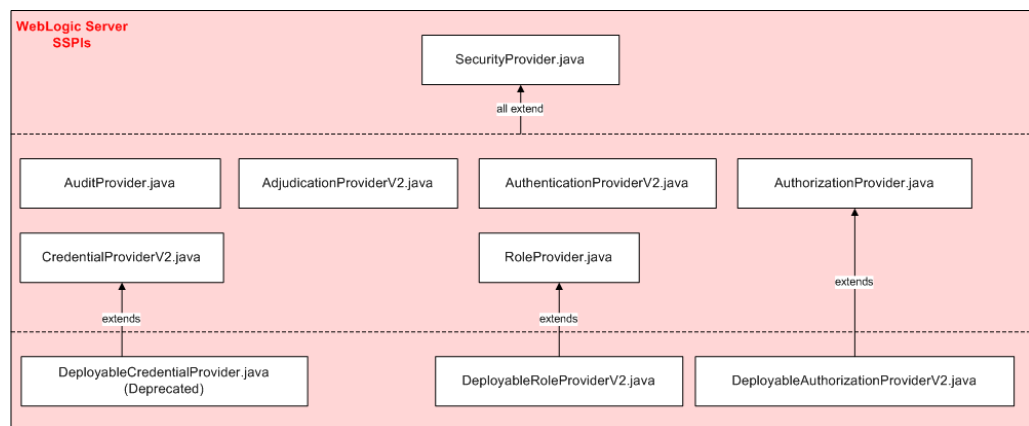 WebLogic Server
SSPIs
SecurityProvider.java
all extend
AuditProvider.java
AdjudicationProviderV2.java
AuthenticationProviderV2.java
AuthorizationProvider.java
CredentialProviderV2.java
RoleProvider.java
extends
extends
extends
DeployableCredentialProvider.java
(Deprecated)
DeployableRoleProviderV2.java
DeployableAuthorizationProviderV2.java